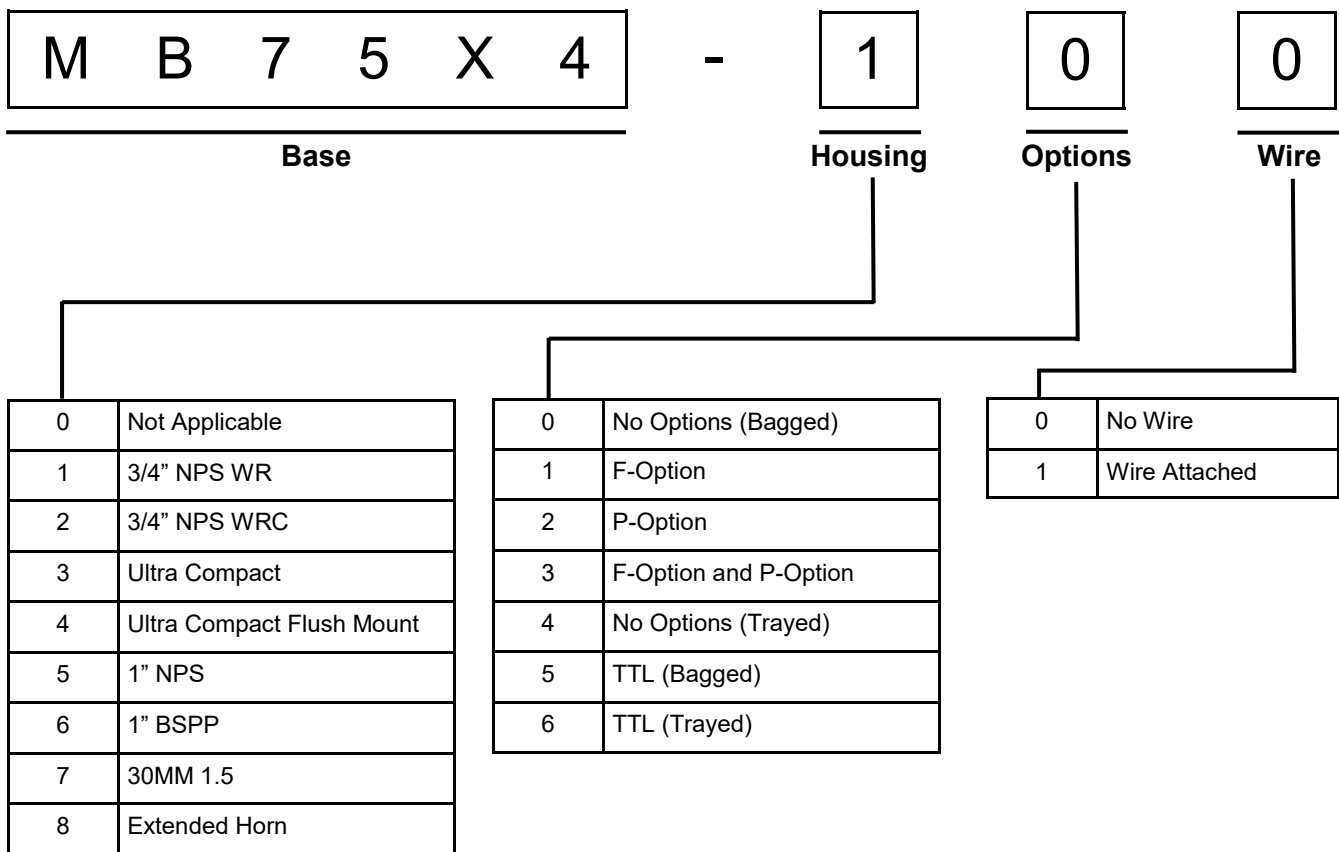 M B 7 5 X 4 - 1 0 0
Base Housing Options Wire
0 Not Applicable
1 3/4” NPS WR
2 3/4” NPS WRC
3 Ultra Compact
4 Ultra Compact Flush Mount
5 1” NPS
6 1” BSPP
7 30MM 1.5
8 Extended Horn
0 No Options (Bagged)
1 F-Option
2 P-Option
3 F-Option and P-Option
4 No Options (Trayed)
5 TTL (Bagged)
6 TTL (Trayed)
0 No Wire
1 Wire Attached